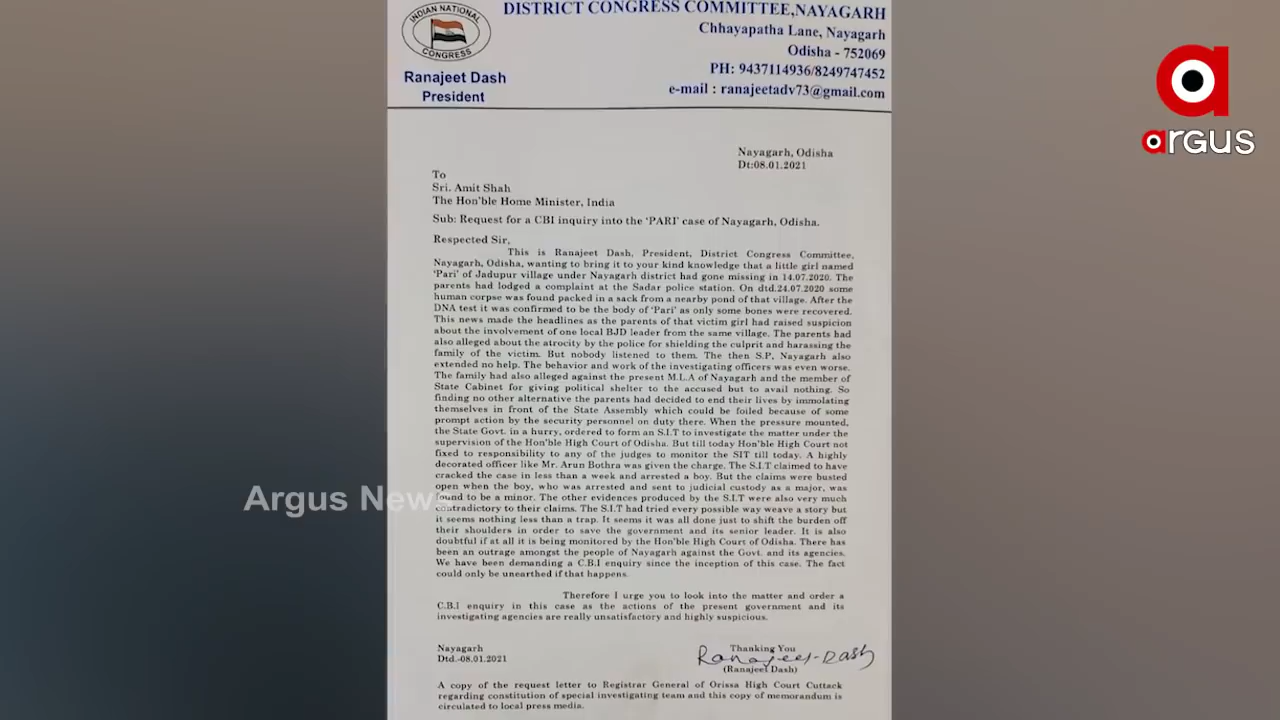 INDIAN NATIONAL
CONGRESS
Ranajeet Dash
President
DISTRICT CONGRESS COMMITTEE,NAYAGARH
Chhayapatha Lane, Nayagarh
Odisha - 752069
PH: 9437114936/8249747452
e-mail : ranajeetadv73@gmail.com
argus
Nayagarh, Odisha
Dt:08.01.2021
To
Sri. Amit Shah
The Hon'ble Home Minister, India
Sub: Request for a CBI inquiry into the 'PARI' case of Nayagarh, Odisha.
Respected Sir,
This is Ranajeet Dash, President, District Congress Committee,
Nayagarh, Odisha, wanting to bring it to your kind knowledge that a little girl named
'Pari' of Jadupur village under Nayagarh district had gone missing in 14.07.2020. The
parents had lodged a complaint at the Sadar police station. On dtd.24.07.2020 some
human corpse was found packed in a sack from a nearby pond of that village. After the
DNA test it was confirmed to be the body of 'Pari' as only some bones were recovered.
This news made the headlines as the parents of that victim girl had raised suspicion
about the involvement of one local BJD leader from the same village. The parents had
also alleged about the atrocity by the police for shielding the culprit and harassing the
family of the victim. But nobody listened to them. The then S.P, Nayagarh also
extended no help. The behavior and work of the investigating officers was even worse.
The family had also alleged against the present M.L.A of Nayagarh and the member of
State Cabinet for giving political shelter to the accused but to avail nothing. So
finding no other alternative the parents had decided to end their lives by immolating
themselves in front of the State Assembly which could be foiled because of some
prompt action by the security personnel on duty there. When the pressure mounted,
the State Govt. in a hurry, ordered to form an S.I.T to investigate the matter under the
supervision of the Hon'ble High Court of Odisha. But till today Hon'ble High Court not
fixed to responsibility to any of the judges to monitor the SIT till today. A highly
decorated officer like Mr. Arun Bothra was given the charge. The S.I.T claimed to have
cracked the case in less than a week and arrested a boy. But the claims were busted
open when the boy, who was arrested and sent to judicial custody as a major, was
found to be a minor. The other evidences produced by the S.I.T were also very much
contradictory to their claims. The S.I.T had tried every possible way weave a story but
it seems nothing less than a trap. It seems it was all done just to shift the burden off
their shoulders in order to save the government and its senior leader. It is also
doubtful if at all it is being monitored by the Hon'ble High Court of Odisha. There has
been an outrage amongst the people of Nayagarh against the Govt. and its agencies.
We have been demanding a C.B.I enquiry since the inception of this case. The fact
could only be unearthed if that happens.
Therefore I urge you to look into the matter and order a
C.B.I enquiry in this case as the actions of the present government and its
investigating agencies are really unsatisfactory and highly suspicious.
Argus News
Nayagarh
Dtd.-08.01.2021
Thanking You
Ranajeet Dash
(Ranajeet Dash)
A copy of the request letter to Registrar General of Orissa High Court Cuttack
regarding constitution of special investigating team and this copy of memorandum is
circulated to local press media.